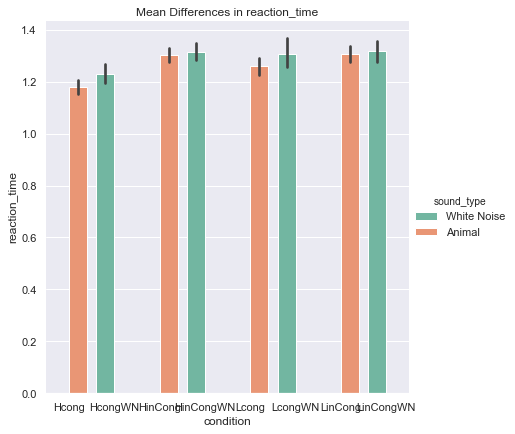 Mean Differences in reaction_time
1.4
1.2
1.0
0.8
0.6
0.4
0.2
0.0
reaction_time
Hcong HcongWN HinCong HinCongWN Lcong LcongWN LinCong LinCongWN
condition
sound_type
White Noise
Animal